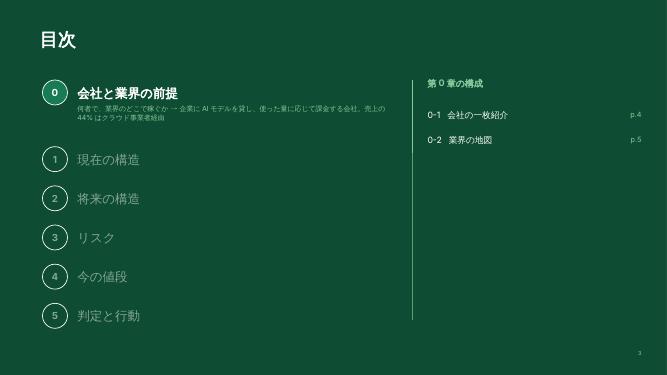 目次
0
会社と業界の前提
何者で、業界のどこで稼ぐか → 企業に AI モデルを貸し、使った量に応じて課金する会社。売上の
44% はクラウド事業者経由
1
現在の構造
2
将来の構造
3
リスク
4
今の値段
5
判定と行動
第 0 章の構成
0-1 会社の一枚紹介 p.4
0-2 業界の地図 p.5
3